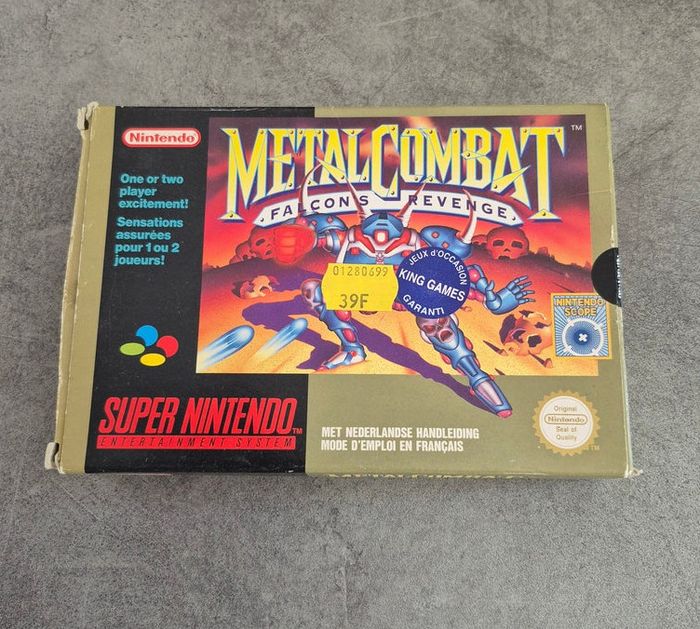 Nintendo
One or two
player
excitement!
Sensations
assurées
pour 1 ou 2
joueurs!
METAL COMBAT™
FALCON'S REVENGE
01280699
39F
JEUX d'OCCASION
KING GAMES
GARANTI
NINTENDO
SCOPE
SUPER NINTENDO™
ENTERTAINMENT SYSTEM
MET NEDERLANDSE HANDLEIDING
MODE D'EMPLOI EN FRANÇAIS
Original
Nintendo
Seal of
Quality
TM